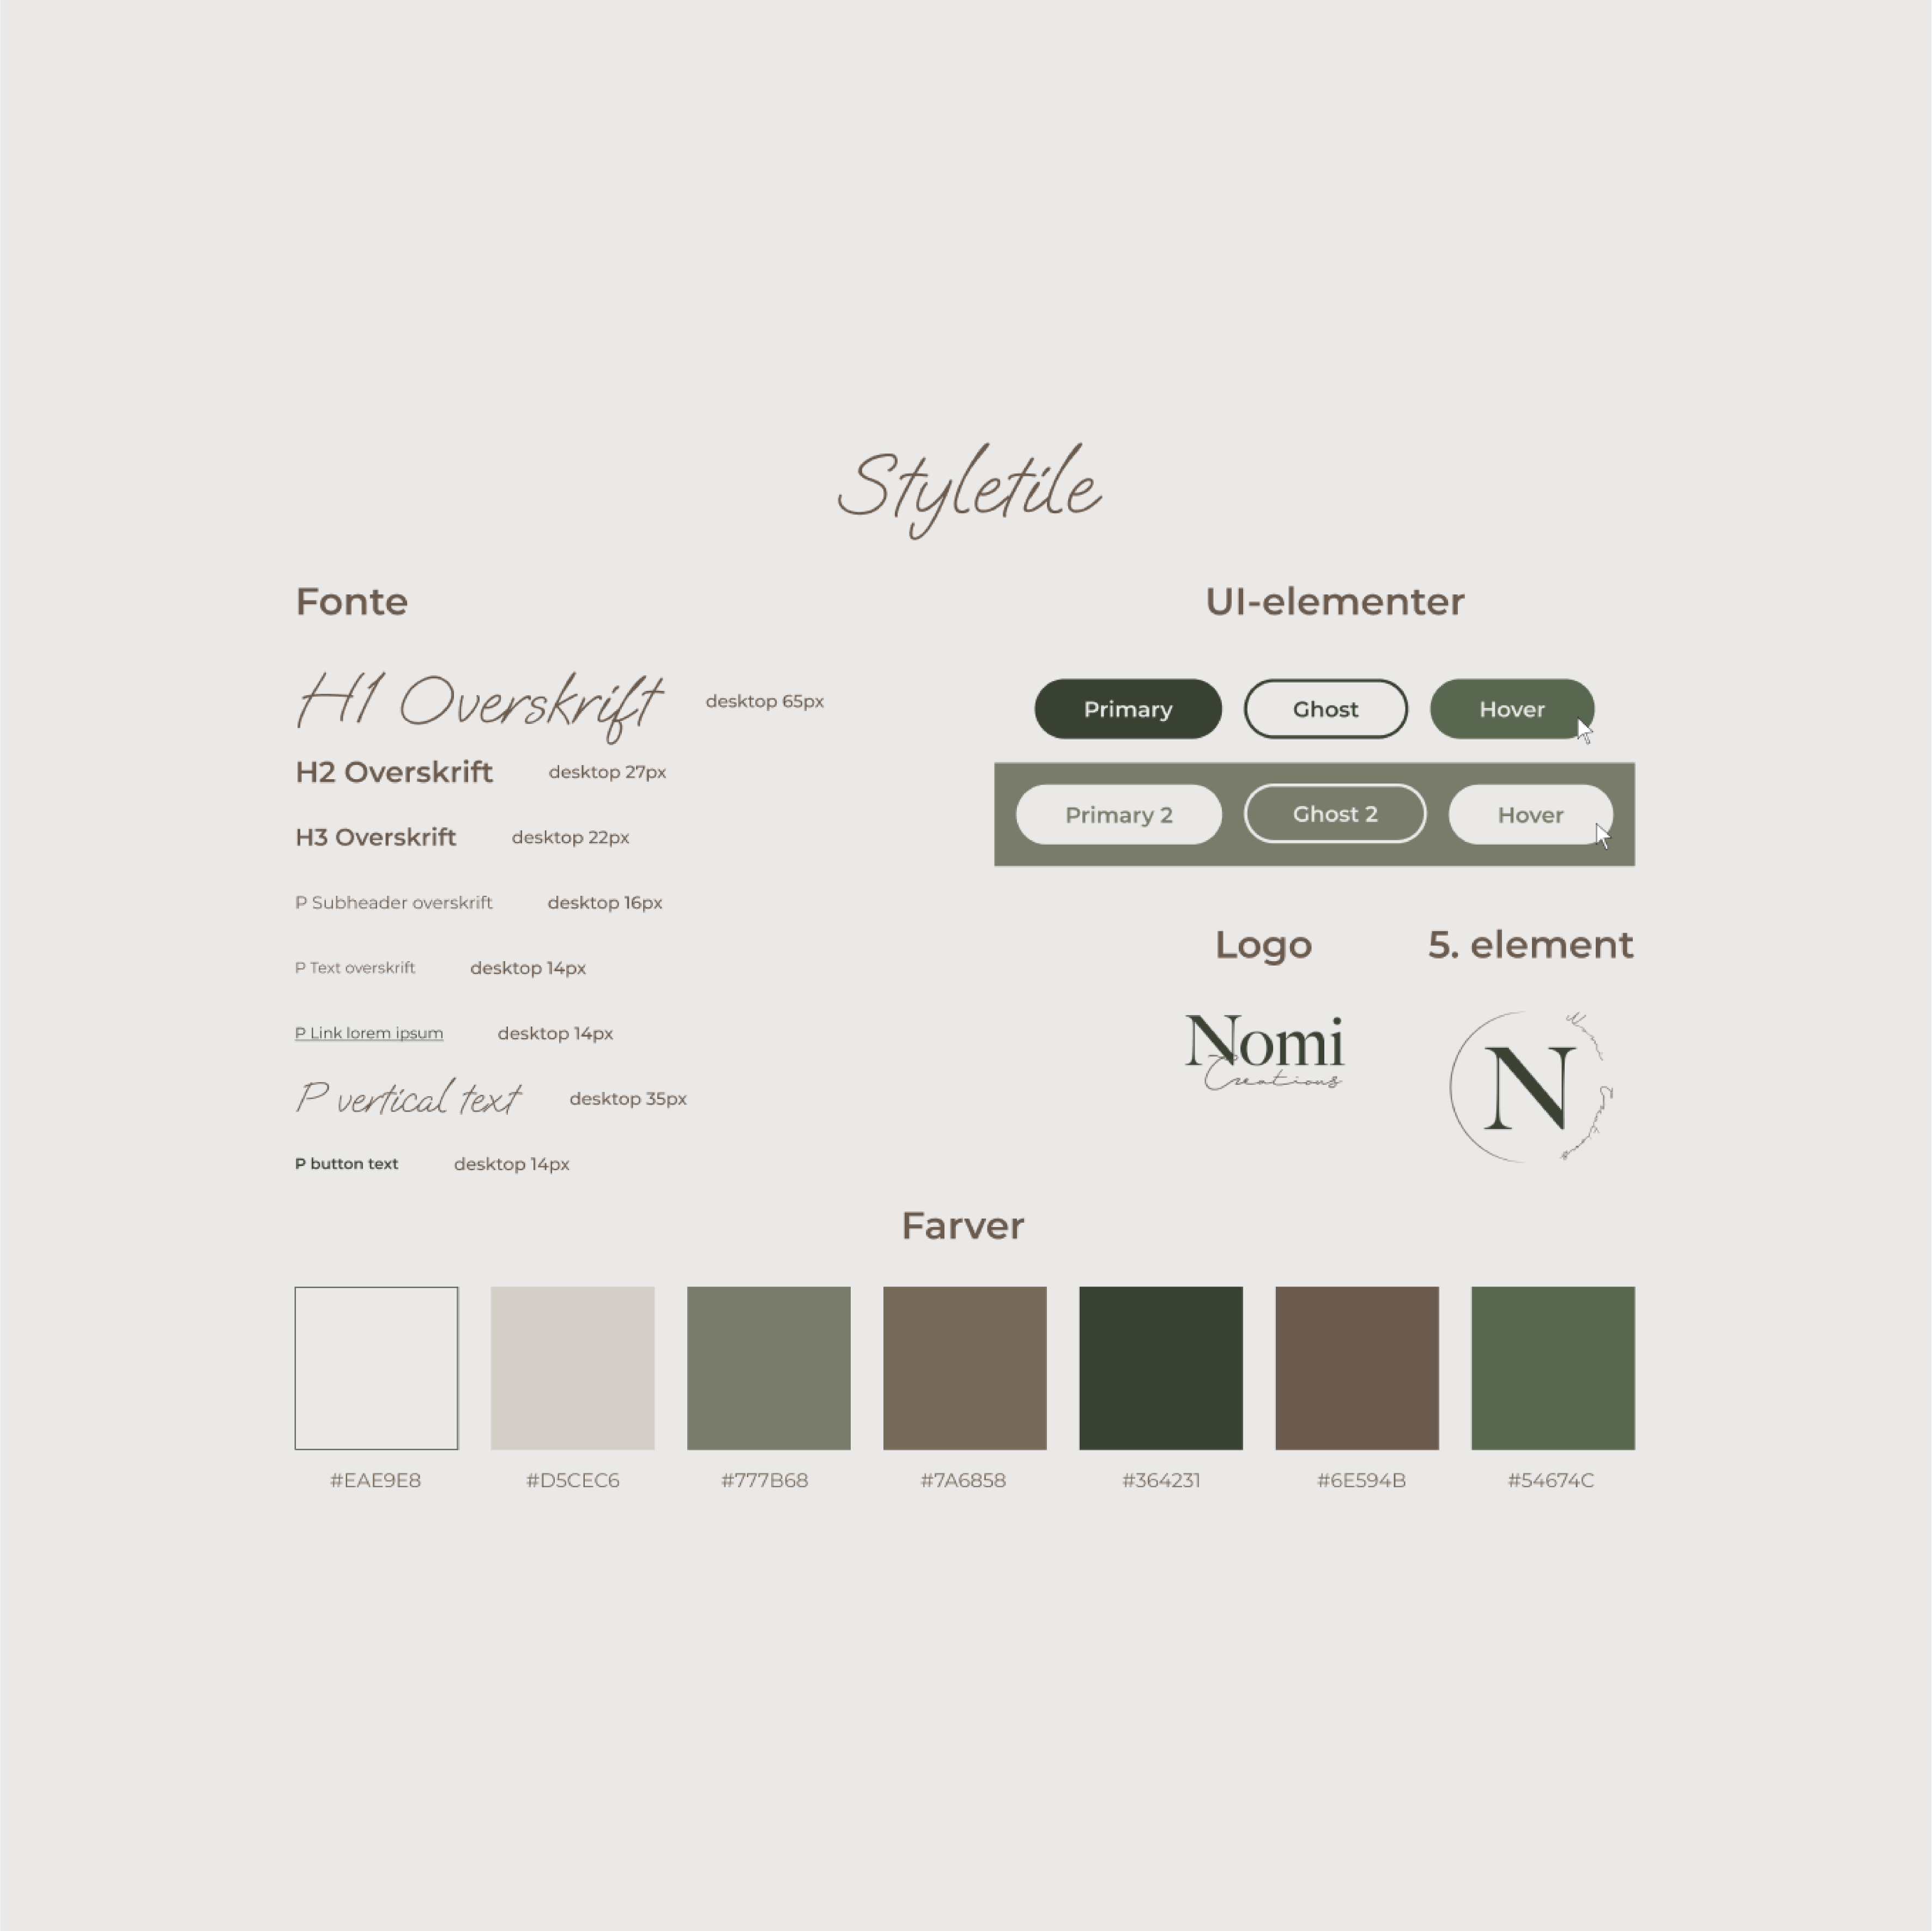 Styletile
Fonte
H1 Overskrift desktop 65px
H2 Overskrift desktop 27px
H3 Overskrift desktop 22px
P Subheader overskrift desktop 16px
P Text overskrift desktop 14px
P Link lorem ipsum desktop 14px
P vertical text desktop 35px
P button text desktop 14px
UI-elementer
Primary Ghost Hover
Primary 2 Ghost 2 Hover
Logo
Nomi
Creations
5. element
N
Nomi
Creations
Farver
#EAE9E8 #D5CEC6 #777B68 #7A6858 #364231 #6E594B #54674C